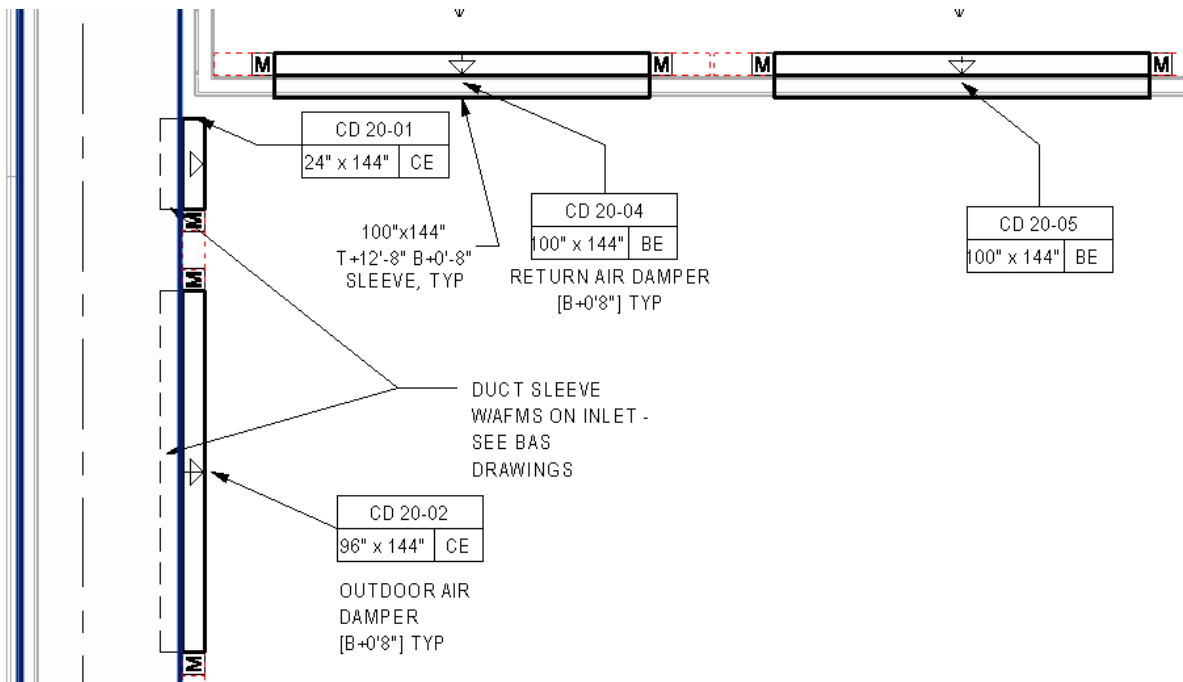 M
M
M
M
CD 20-01
24" x 144" CE
M
M
100"x144"
T+12'-8" B+0'-8"
SLEEVE, TYP
CD 20-04
100" x 144" BE
RETURN AIR DAMPER
[B+0'8"] TYP
CD 20-05
100" x 144" BE
DUCT SLEEVE
W/AFMS ON INLET -
SEE BAS
DRAWINGS
CD 20-02
96" x 144" CE
OUTDOOR AIR
DAMPER
[B+0'8"] TYP
M